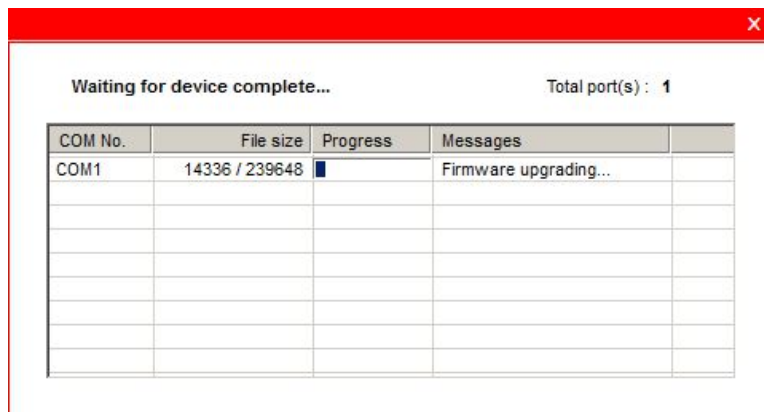 X
Waiting for device complete... Total port(s) : 1
COM No. File size Progress Messages
COM1 14336 / 239648 Firmware upgrading...